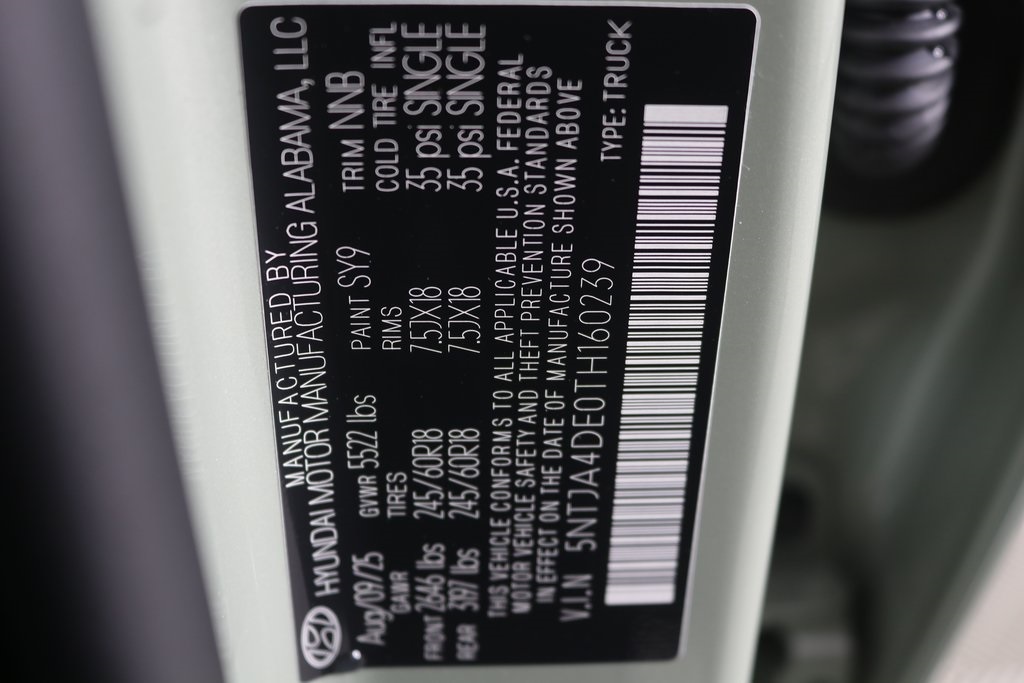 MANUFACTURED BY
HYUNDAI MOTOR MANUFACTURING ALABAMA, LLC
Aug/09/25 GVWR 5522 lbs PAINT SY9 TRIM NNB
GAWR TIRES RIMS COLD TIRE INFL
FRONT 2646 lbs 245/60R18 7.5JX18 35 psi SINGLE
REAR 3197 lbs 245/60R18 7.5JX18 35 psi SINGLE
THIS VEHICLE CONFORMS TO ALL APPLICABLE U.S.A. FEDERAL
MOTOR VEHICLE SAFETY AND THEFT PREVENTION STANDARDS
IN EFFECT ON THE DATE OF MANUFACTURE SHOWN ABOVE
V.I.N 5NTJA4DE0TH160239 TYPE: TRUCK